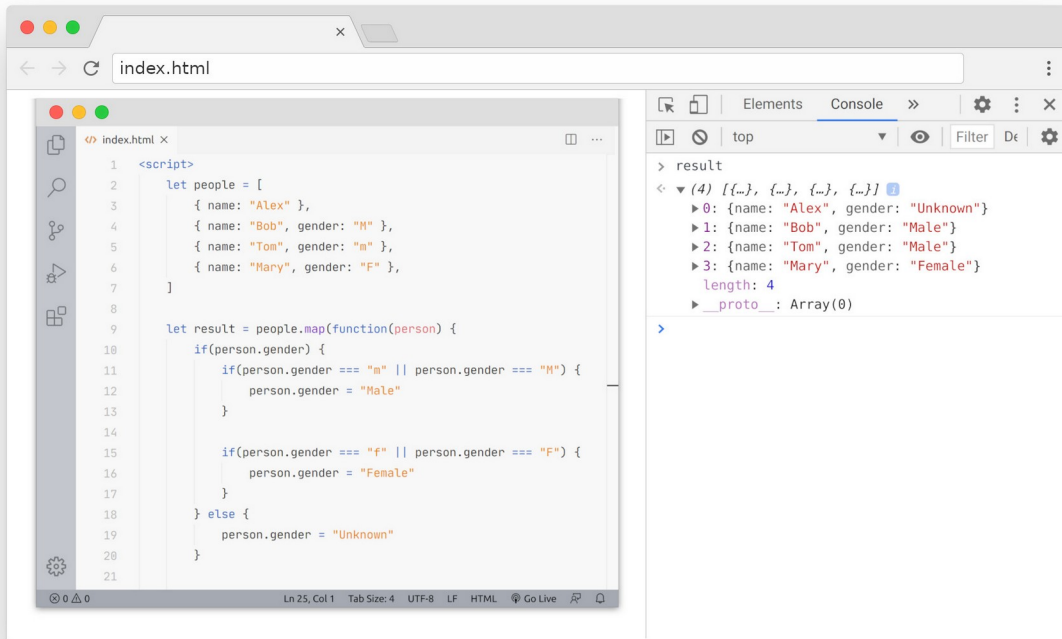 index.html
index.html
1 <script>
2 let people = [
3 { name: "Alex" },
4 { name: "Bob", gender: "M" },
5 { name: "Tom", gender: "m" },
6 { name: "Mary", gender: "F" },
7 ]
8
9 let result = people.map(function(person) {
10 if(person.gender) {
11 if(person.gender === "m" || person.gender === "M") {
12 person.gender = "Male"
13 }
14
15 if(person.gender === "f" || person.gender === "F") {
16 person.gender = "Female"
17 }
18 } else {
19 person.gender = "Unknown"
20 }
21
0 0 Ln 25, Col 1 Tab Size: 4 UTF-8 LF HTML Go Live
Elements Console »
top Filter De
> result
(4) [{…}, {…}, {…}, {…}] i
0: {name: "Alex", gender: "Unknown"}
1: {name: "Bob", gender: "Male"}
2: {name: "Tom", gender: "Male"}
3: {name: "Mary", gender: "Female"}
length: 4
__proto__: Array(0)
>